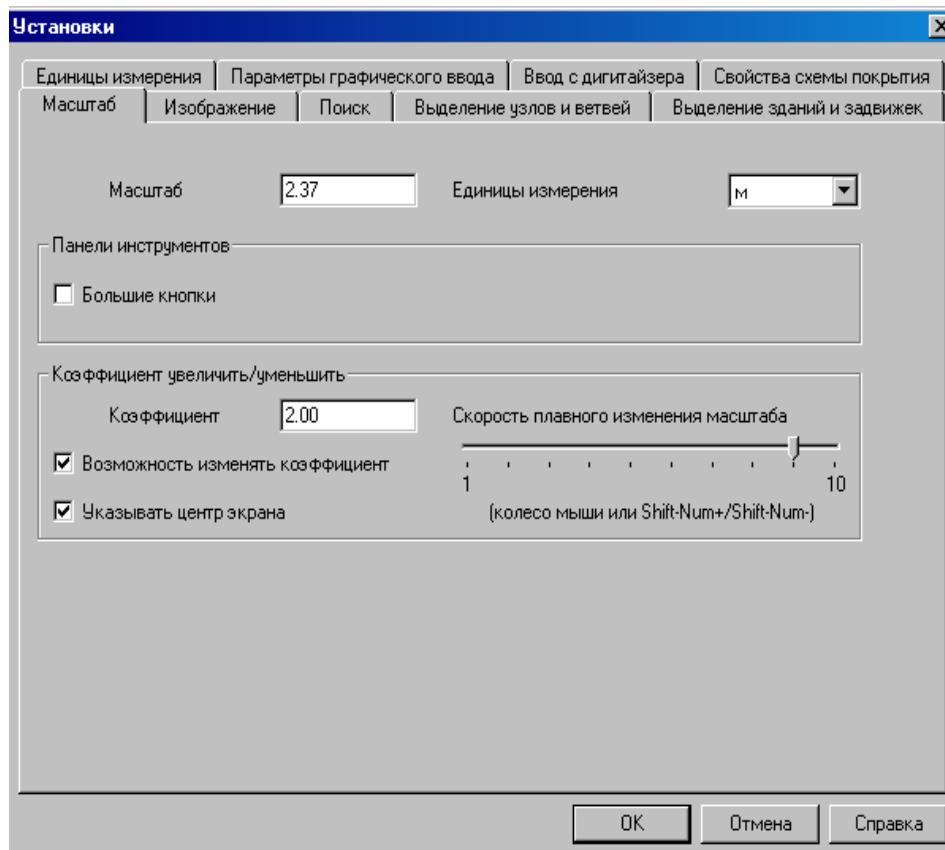 Установки
Единицы измерения Параметры графического ввода Ввод с дигитайзера Свойства схемы покрытия
Масштаб Изображение Поиск Выделение узлов и ветвей Выделение зданий и задвижек
Масштаб 2.37 Единицы измерения м
Панели инструментов
Большие кнопки
Коэффициент увеличить/уменьшить
Коэффициент 2.00 Скорость плавного изменения масштаба
Возможность изменять коэффициент
1 10
Указывать центр экрана (колесо мыши или Shift-Num+/Shift-Num-)
OK Отмена Справка